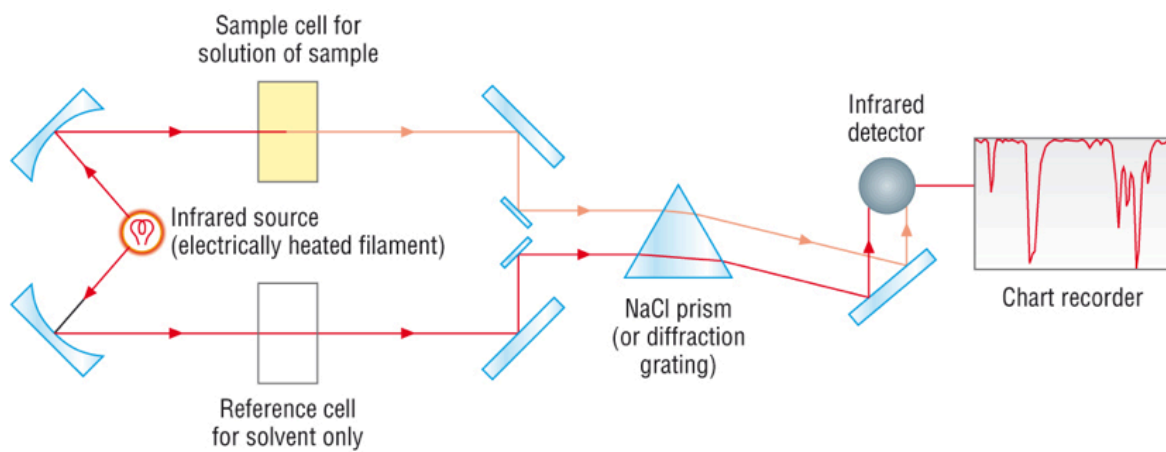 Sample cell for
solution of sample
Infrared source
(electrically heated filament)
Reference cell
for solvent only
NaCl prism
(or diffraction
grating)
Infrared
detector
Chart recorder